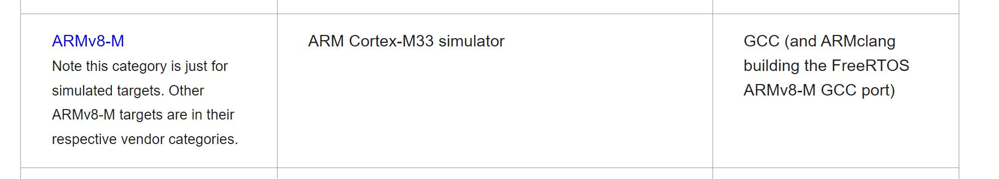 ARMv8-M
Note this category is just for
simulated targets. Other
ARMv8-M targets are in their
respective vendor categories.
ARM Cortex-M33 simulator
GCC (and ARMclang
building the FreeRTOS
ARMv8-M GCC port)